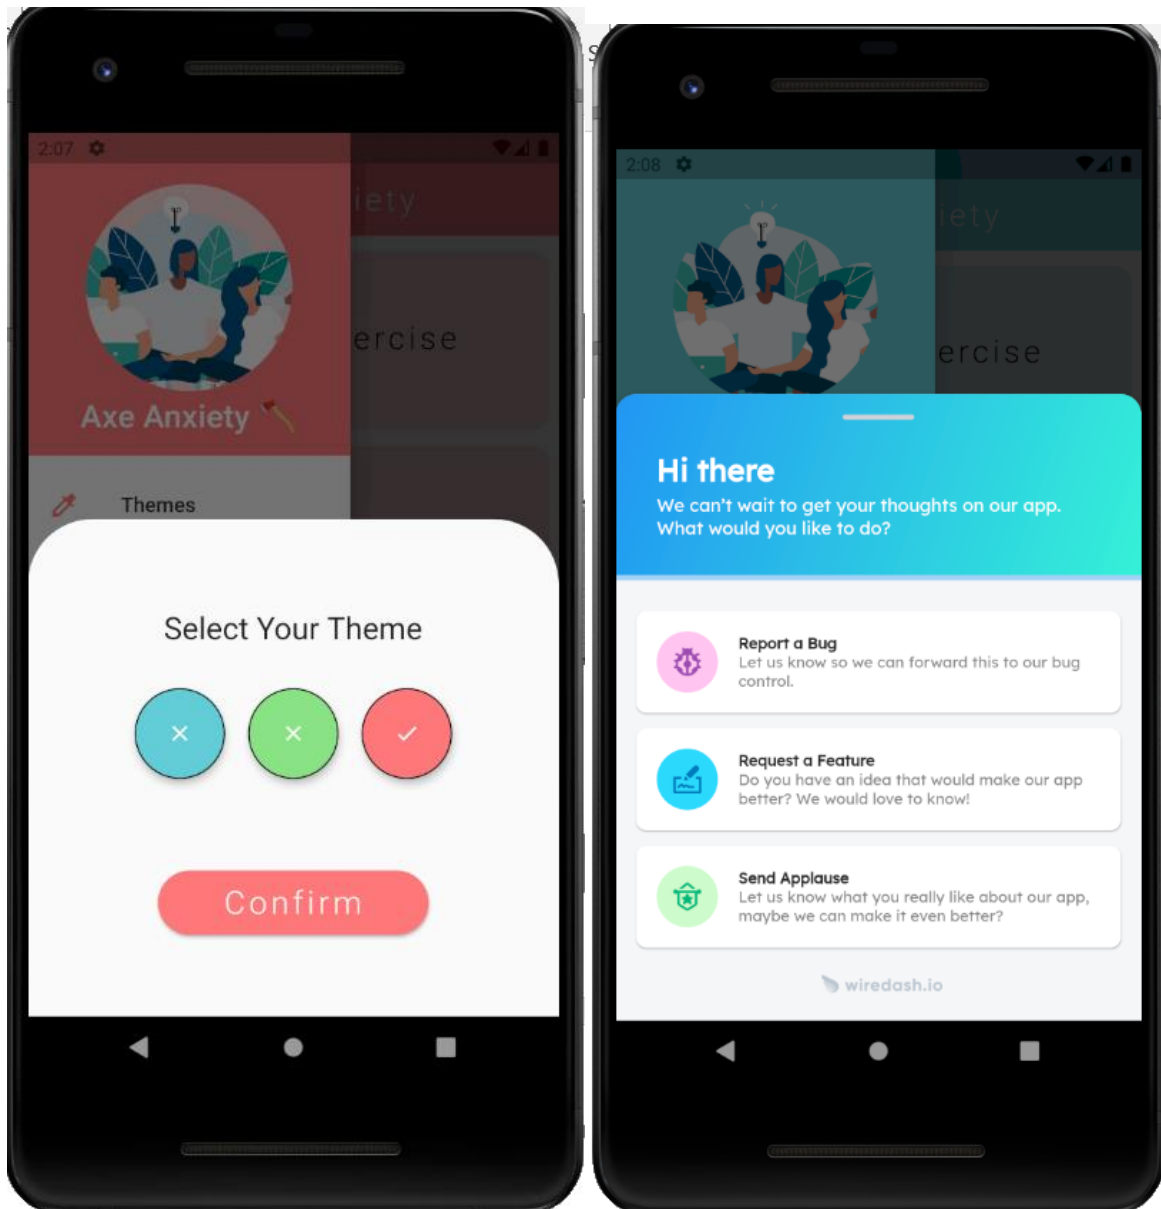 2:07
iety
ercise
Axe Anxiety
Themes
Select Your Theme
Confirm
2:08
iety
ercise
Hi there
We can't wait to get your thoughts on our app.
What would you like to do?
Report a Bug
Let us know so we can forward this to our bug
control.
Request a Feature
Do you have an idea that would make our app
better? We would love to know!
Send Applause
Let us know what you really like about our app,
maybe we can make it even better?
wiredash.io